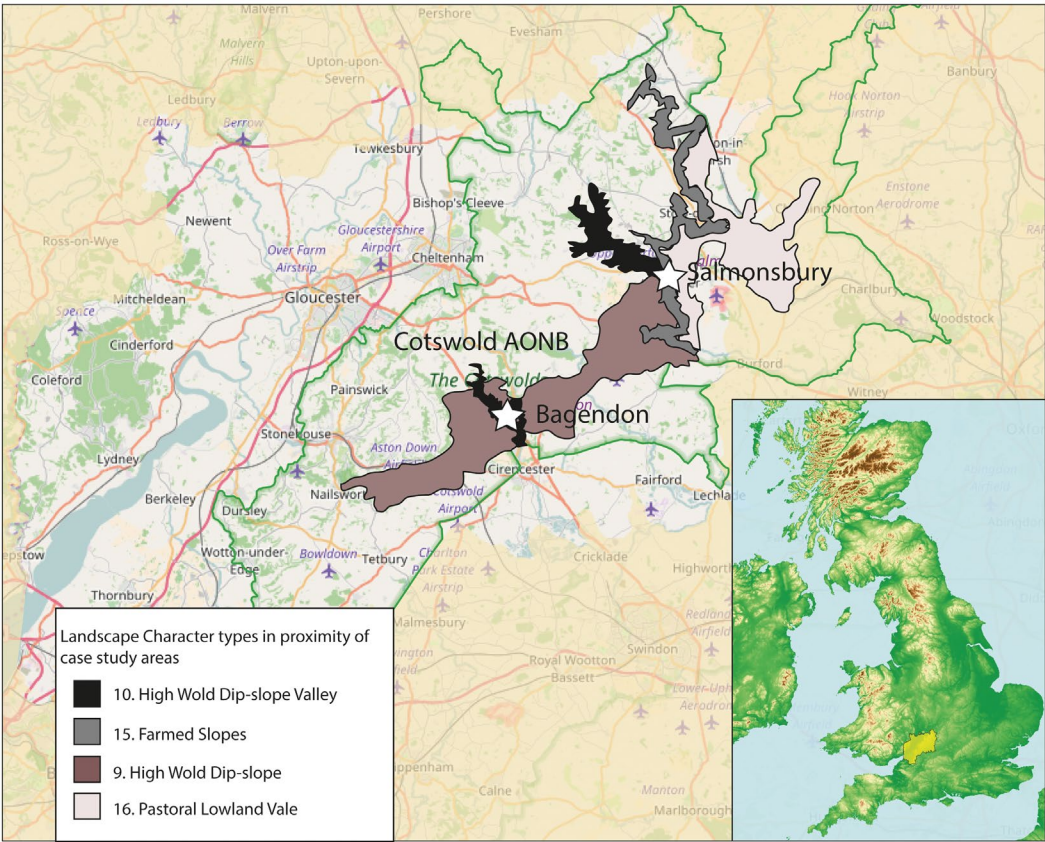 Malvern
Pershore
Evesham
Banbury
Malvern
Hills
Upton-upon-
Severn
Ledbury
Hook Norton
Airstrip
Berrow
Tewkesbury
Newent
Bishop's Cleeve
Enstone
Aerodrome
Ross-on-Wye
Over Farm
Airstrip
Gloucestershire
Airport
Cheltenham
Salmonsbury
Mitcheldean
Gloucester
Charlbury
Woodstock
Cinderford
Cotswold AONB
Coleford
Painswick
Burford
Witney
Bagendon
Stonehouse
Aston Down
Lydney
Cirencester
Fairford
Berkeley
Dursley
Cotswold
Airport
Wotton-under-
Edge
Bowldown
Tetbury
Charlton
Park Estate
Airstrip
Cricklade
Highworth
Thornbury
Malmesbury
Redlands
Airfield
Royal Wootton
Bassett
Swindon
Calne
Manton
Marlborough
Landscape Character types in proximity of
case study areas
10. High Wold Dip-slope Valley
15. Farmed Slopes
9. High Wold Dip-slope
16. Pastoral Lowland Vale